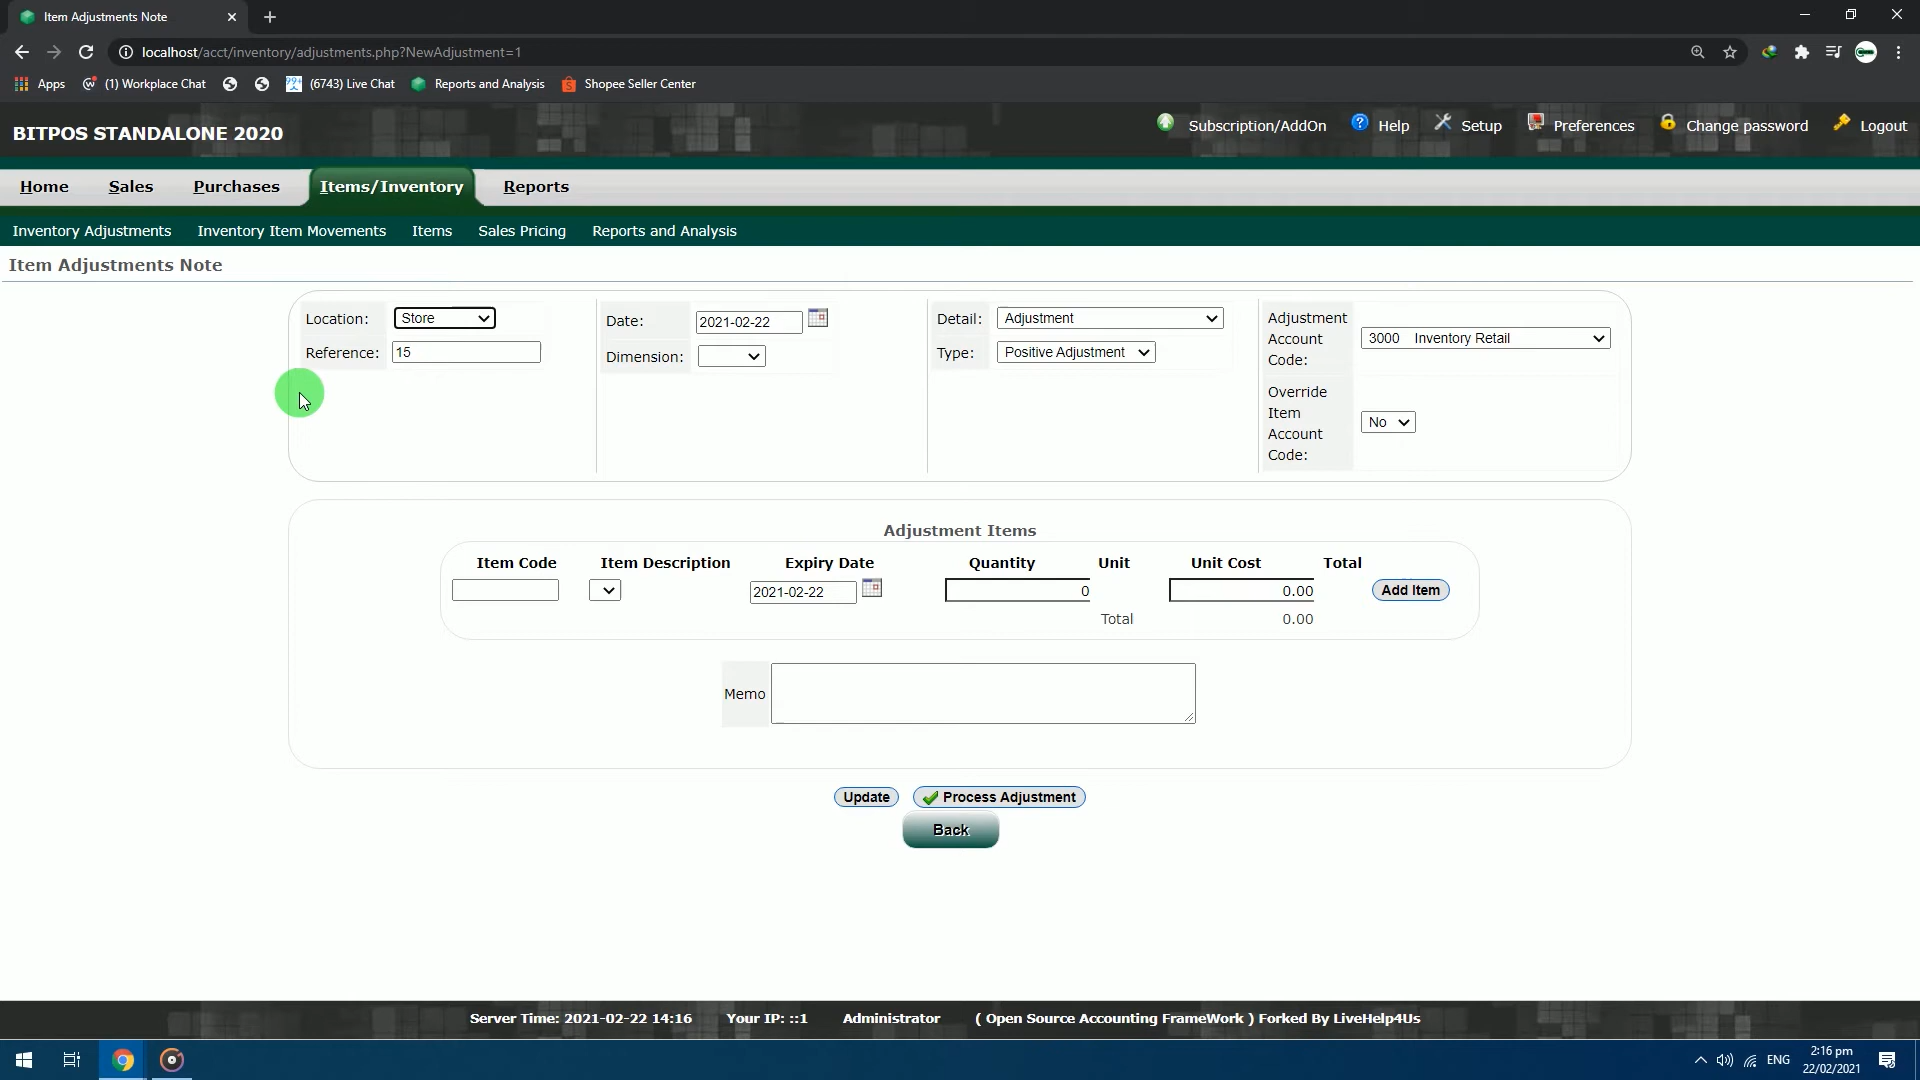 Item Adjustments Note
localhost/acct/inventory/adjustments.php?NewAdjustment=1
Apps (1) Workplace Chat (6743) Live Chat Reports and Analysis Shopee Seller Center
BITPOS STANDALONE 2020
Subscription/AddOn Help Setup Preferences Change password Logout
Home Sales Purchases Items/Inventory Reports
Inventory Adjustments Inventory Item Movements Items Sales Pricing Reports and Analysis
Item Adjustments Note
Location: Store
Reference: 15
Date: 2021-02-22
Dimension:
Detail: Adjustment
Type: Positive Adjustment
Adjustment
Account
Code:
3000 Inventory Retail
Override
Item
Account
Code:
No
Adjustment Items
Item Code Item Description Expiry Date Quantity Unit Unit Cost Total
2021-02-22 0 0.00 Add Item
Total 0.00
Memo
Update Process Adjustment
Back
Server Time: 2021-02-22 14:16 Your IP: ::1 Administrator ( Open Source Accounting FrameWork ) Forked By LiveHelp4Us
ENG
2:16 pm
22/02/2021